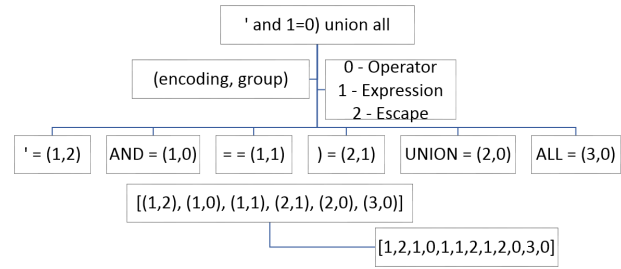 ' and 1=0) union all
(encoding, group)
0 - Operator
1 - Expression
2 - Escape
' = (1,2)
AND = (1,0)
= = (1,1)
) = (2,1)
UNION = (2,0)
ALL = (3,0)
[(1,2), (1,0), (1,1), (2,1), (2,0), (3,0)]
[1,2,1,0,1,1,2,1,2,0,3,0]